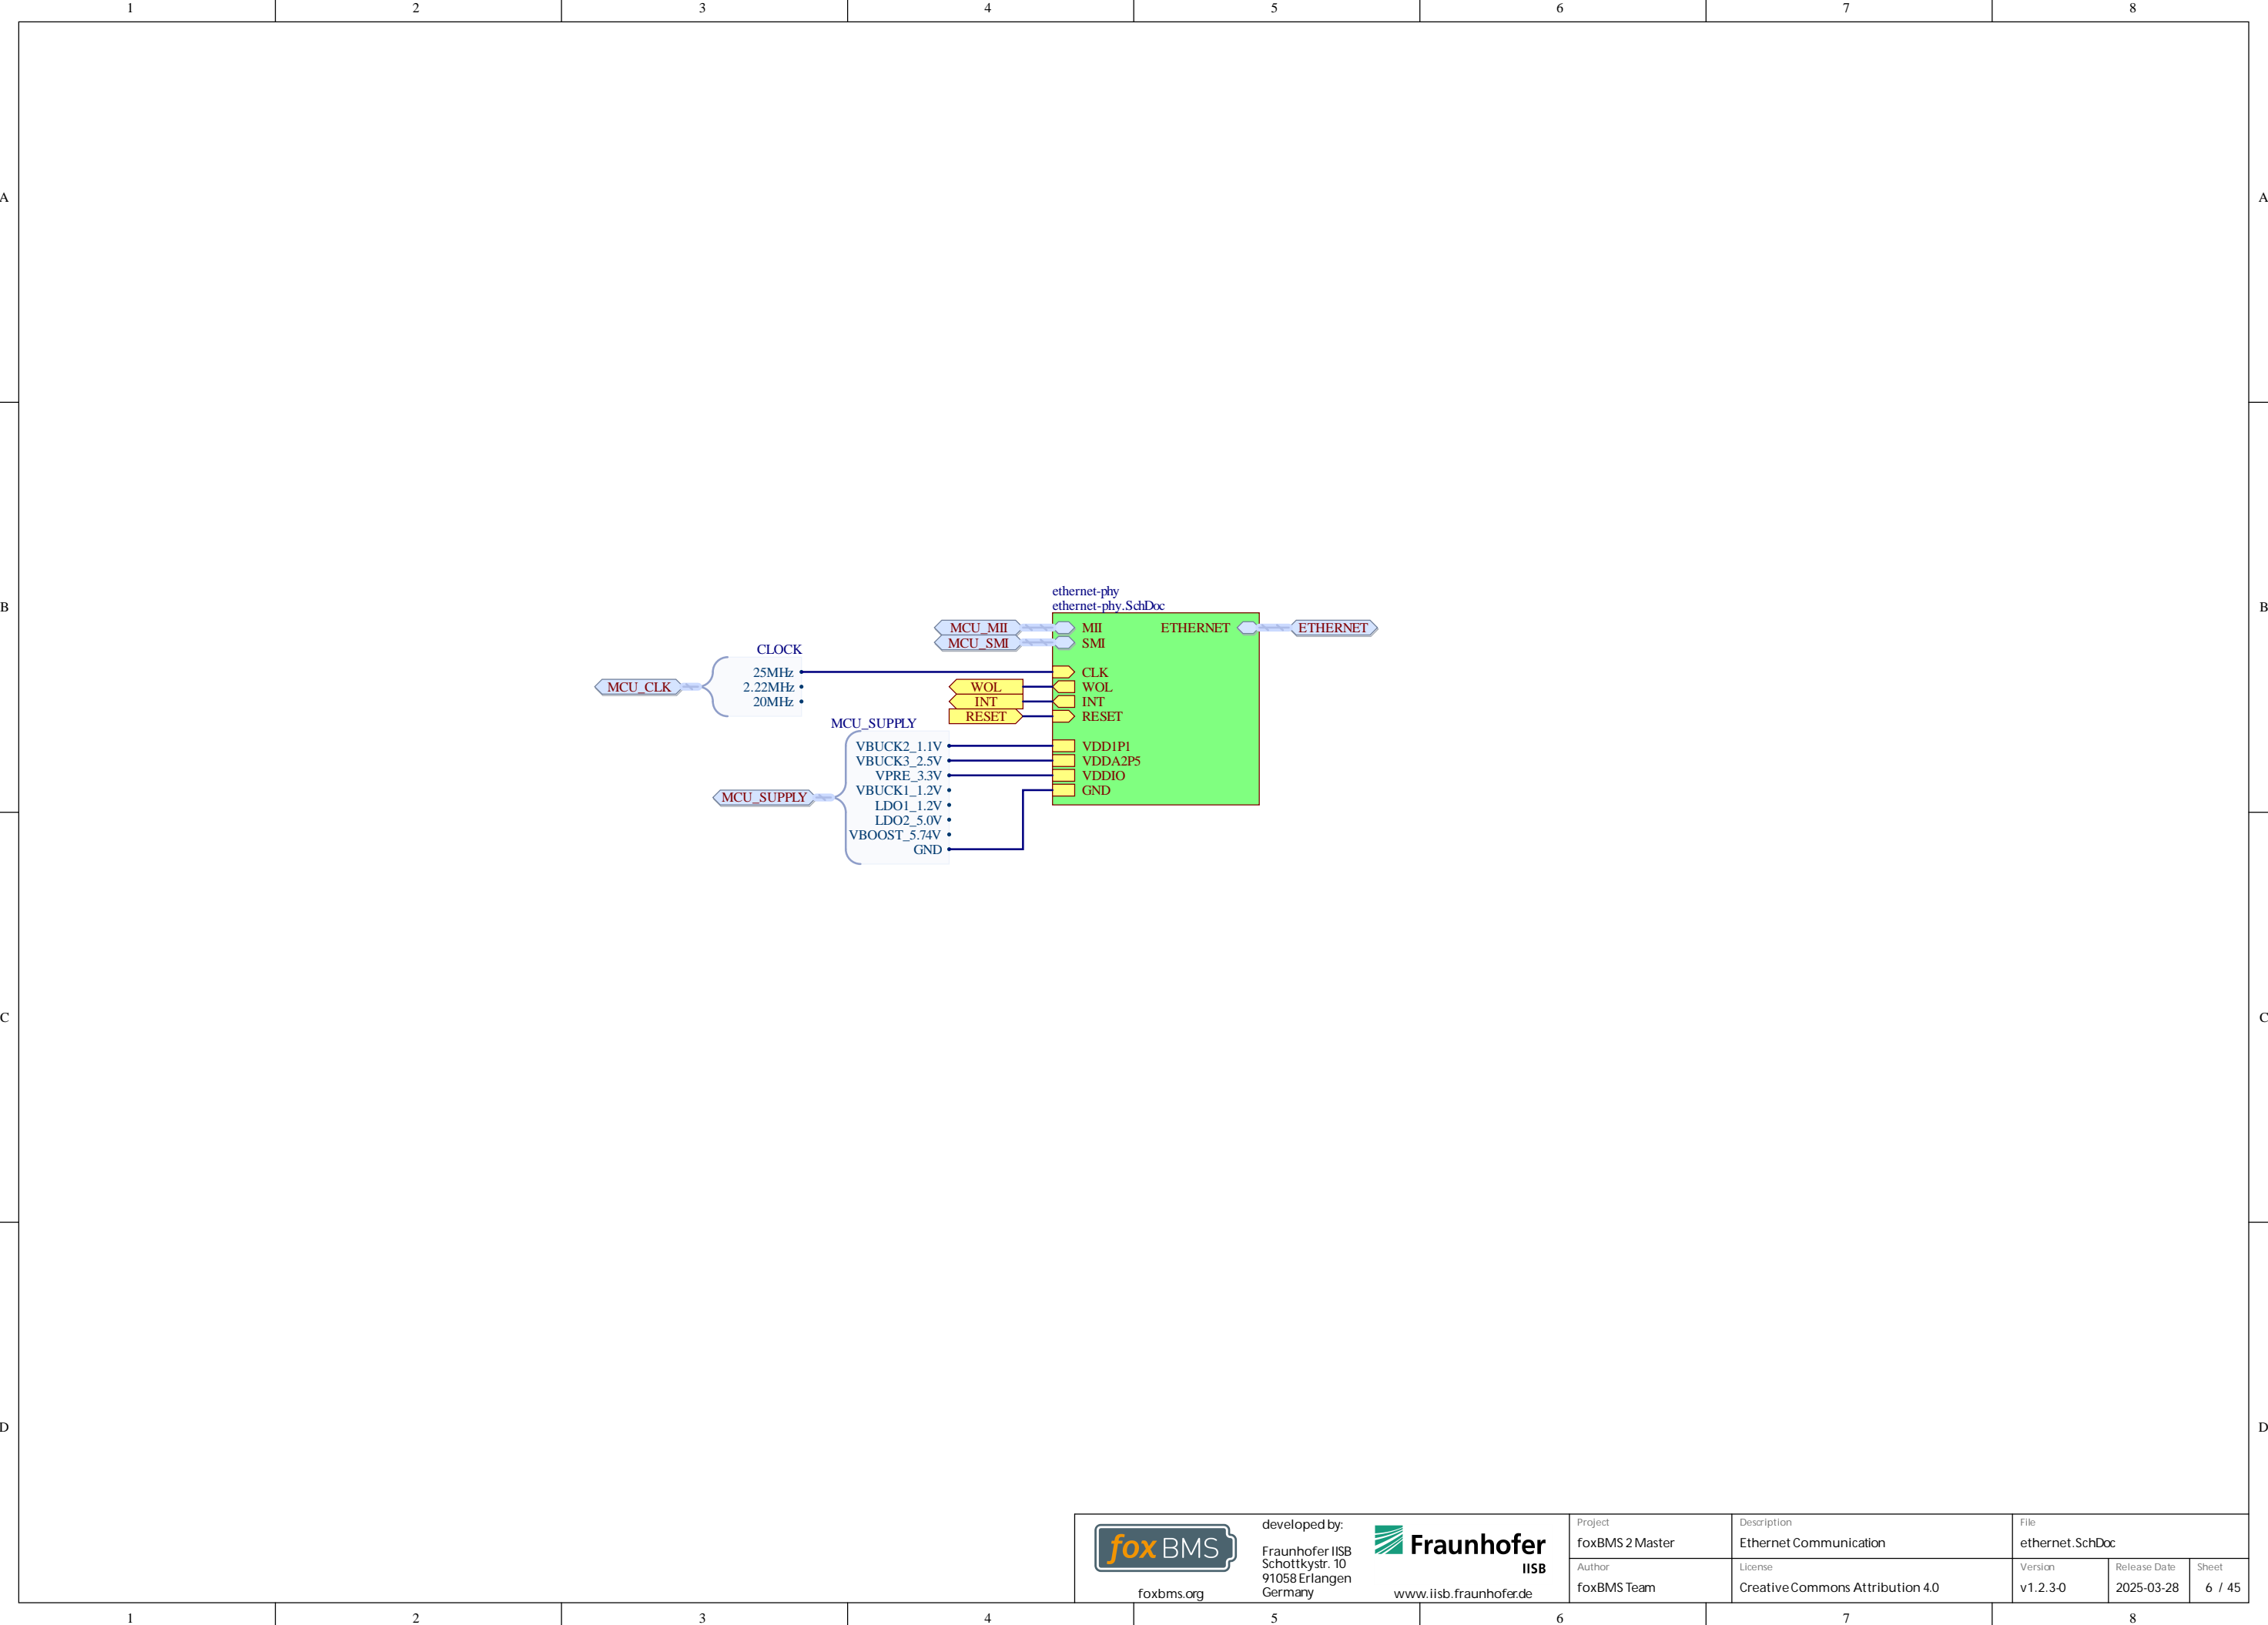 1 2 3 4 5 6 7 8
A A
B B
C C
D D
ethernet-phy
ethernet-phy.SchDoc
MCU_MII MII ETHERNET ETHERNET
MCU_SMI SMI
CLOCK
25MHz CLK
MCU_CLK 2.22MHz WOL WOL
20MHz INT INT
RESET RESET
MCU_SUPPLY
VBUCK2_1.1V VDD1P1
VBUCK3_2.5V VDDA2P5
VPRE_3.3V VDDIO
VBUCK1_1.2V GND
MCU_SUPPLY
LDO1_1.2V
LDO2_5.0V
VBOOST_5.74V
GND
foxBMS
foxbms.org
developed by:
Fraunhofer IISB
Schottkystr. 10
91058 Erlangen
Germany
Fraunhofer
IISB
www.iisb.fraunhofer.de
Project
foxBMS 2 Master
Description
Ethernet Communication
File
ethernet.SchDoc
Author
foxBMS Team
License
Creative Commons Attribution 4.0
Version
v1.2.3-0
Release Date
2025-03-28
Sheet
6 / 45
1 2 3 4 5 6 7 8